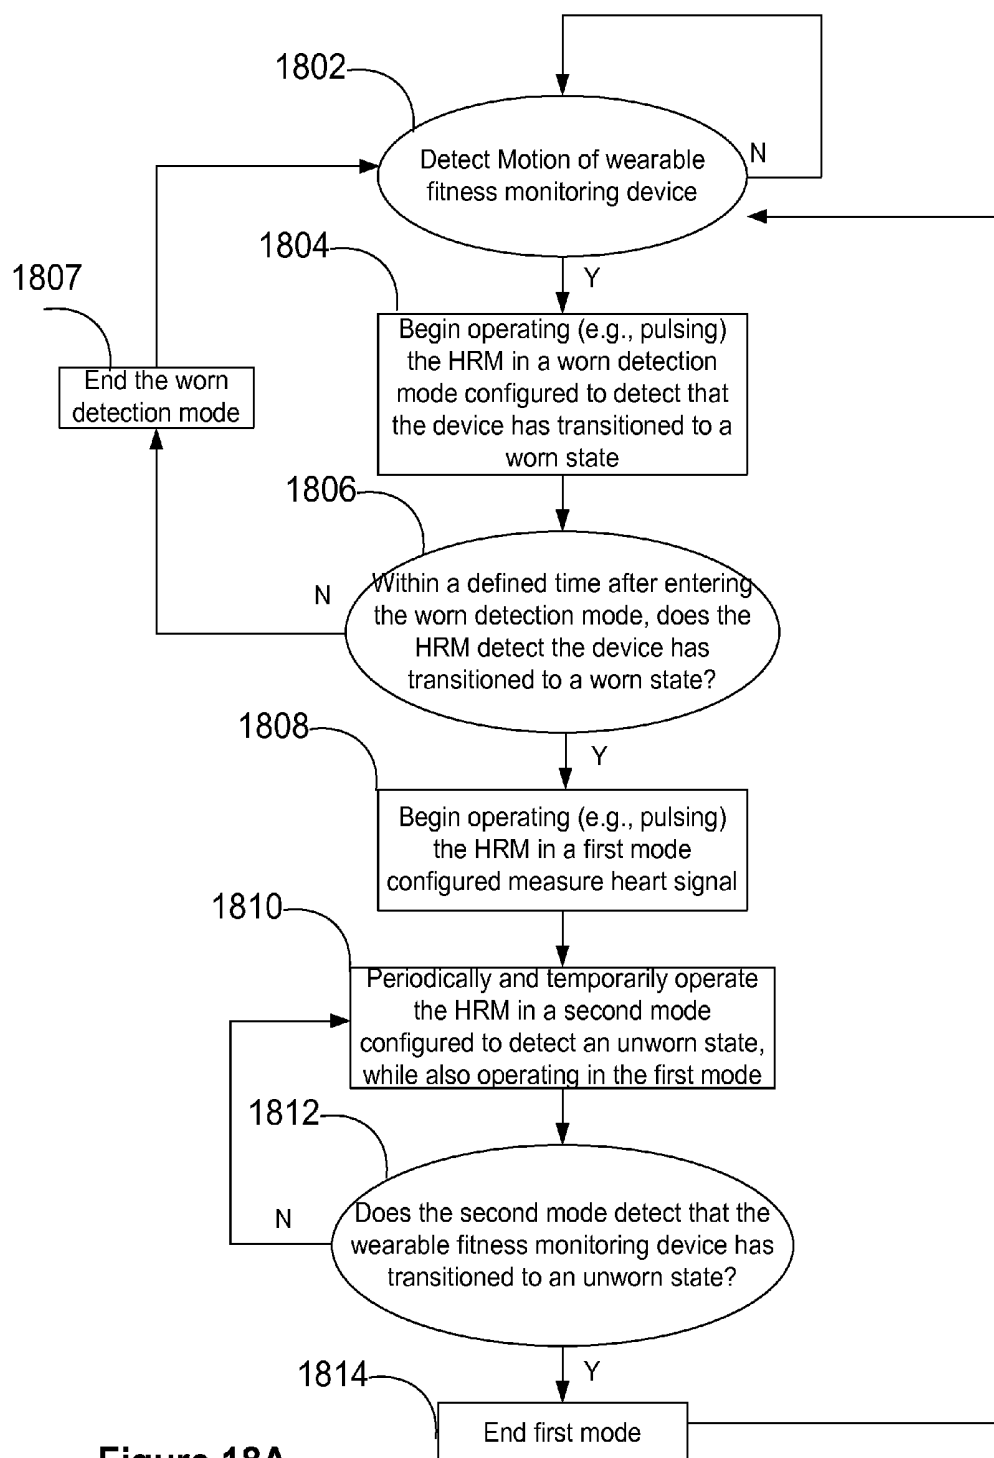 1802
Detect Motion of wearable
fitness monitoring device
N
1804
Y
1807
Begin operating (e.g., pulsing)
the HRM in a worn detection
mode configured to detect that
the device has transitioned to a
worn state
End the worn
detection mode
1806
Within a defined time after entering
the worn detection mode, does the
HRM detect the device has
transitioned to a worn state?
N
1808
Y
Begin operating (e.g., pulsing)
the HRM in a first mode
configured measure heart signal
1810
Periodically and temporarily operate
the HRM in a second mode
configured to detect an unworn state,
while also operating in the first mode
1812
Does the second mode detect that the
wearable fitness monitoring device has
transitioned to an unworn state?
N
1814
Y
End first mode
Figure 18A